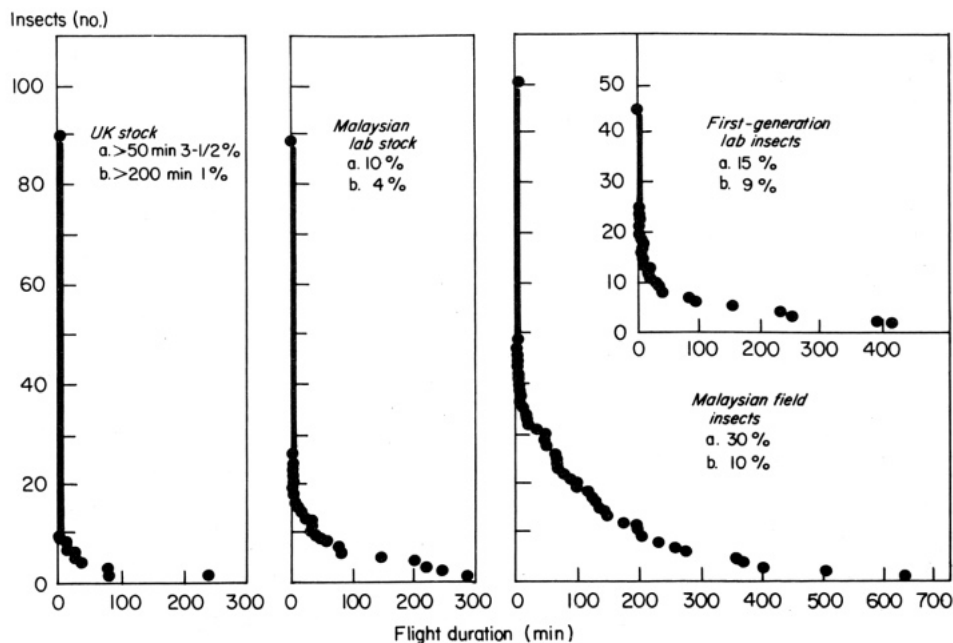 Insects (no.)
100
80
60
40
20
0
UK stock
a.>50 min 3-1/2%
b.>200 min 1%
0 100 200 300
Malaysian
lab stock
a. 10%
b. 4%
0 100 200 300
50
40
30
20
10
0
First-generation
lab insects
a. 15 %
b. 9 %
0 100 200 300 400
Malaysian field
insects
a. 30 %
b. 10 %
0 100 200 300 400 500 600 700
Flight duration (min)